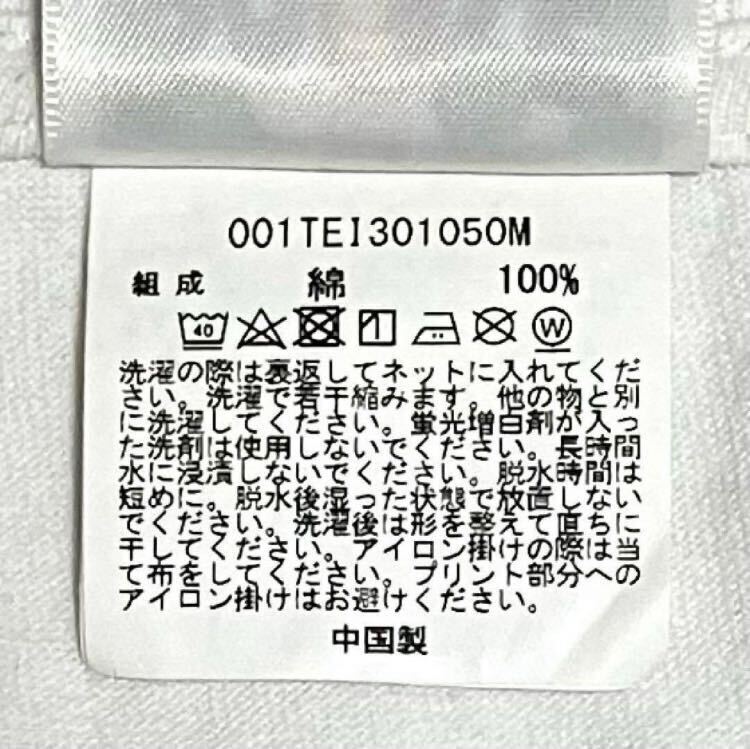 001TEI301050M
組成 綿 100%
40 W
洗濯の際は裏返してネットに入れてくだ
さい。洗濯で若干縮みます。他の物と別
に洗濯してください。蛍光増白剤が入っ
た洗剤は使用しないでください。長時間
水に浸漬しないでください。脱水時間は
短めに。脱水後湿った状態で放置しない
でください。洗濯後は形を整えて直ちに
干してください。アイロン掛けの際は当
て布をしてください。プリント部分への
アイロン掛けはお避けください。
中国製